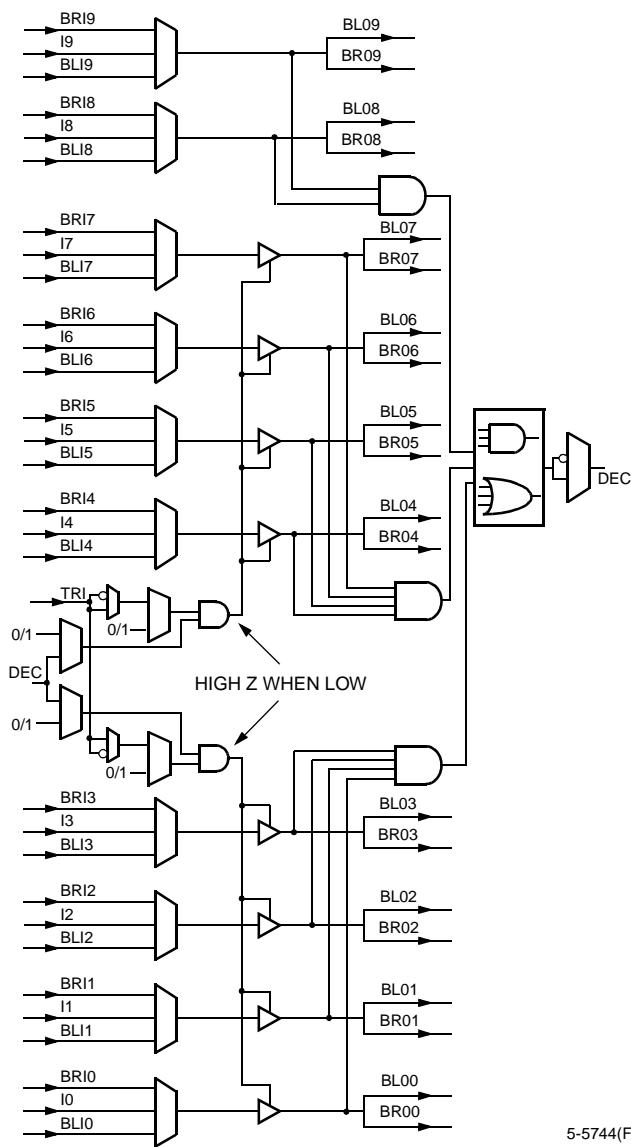 BRI9
I9
BLI9
BL09
BR09
BRI8
I8
BLI8
BL08
BR08
BRI7
I7
BLI7
BL07
BR07
BRI6
I6
BLI6
BL06
BR06
BRI5
I5
BLI5
BL05
BR05
BRI4
I4
BLI4
BL04
BR04
DEC
TRI
0/1
0/1
DEC
HIGH Z WHEN LOW
0/1
0/1
BRI3
I3
BLI3
BL03
BR03
BRI2
I2
BLI2
BL02
BR02
BRI1
I1
BLI1
BL01
BR01
BRI0
I0
BLI0
BL00
BR00
5-5744(F